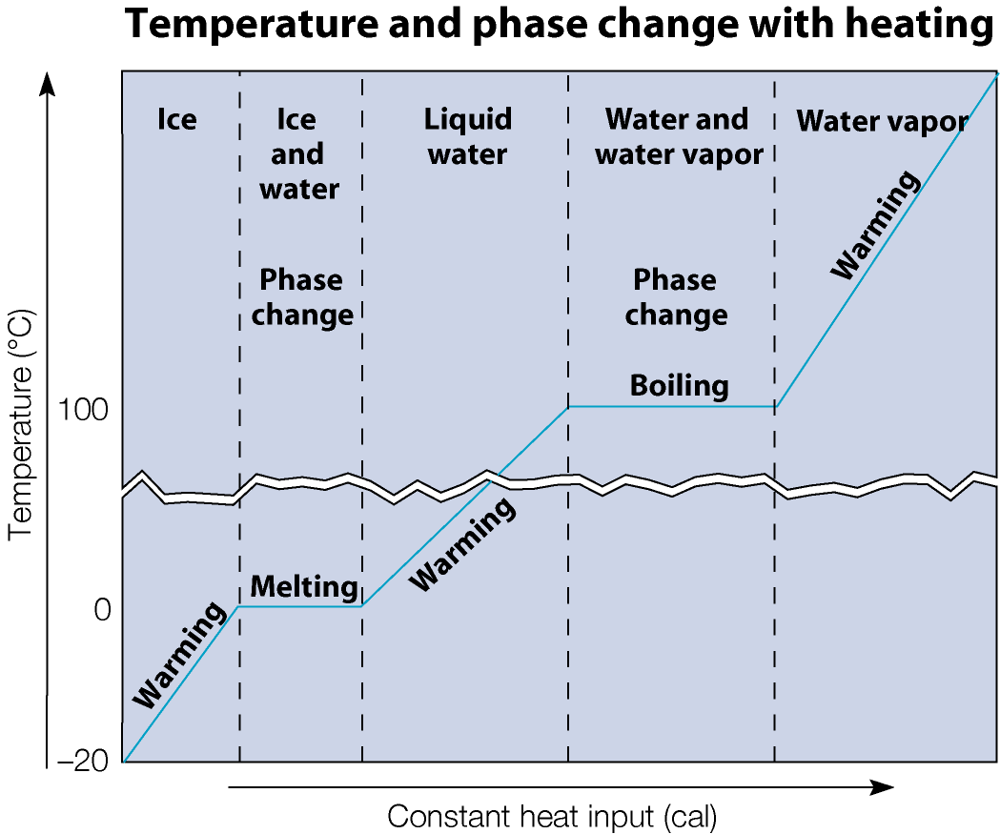 Temperature and phase change with heating
Ice
Ice
and
water
Liquid
water
Water and
water vapor
Water vapor
Phase
change
Phase
change
Warming
Boiling
Warming
Melting
Warming
Temperature (°C)
100
0
–20
Constant heat input (cal)